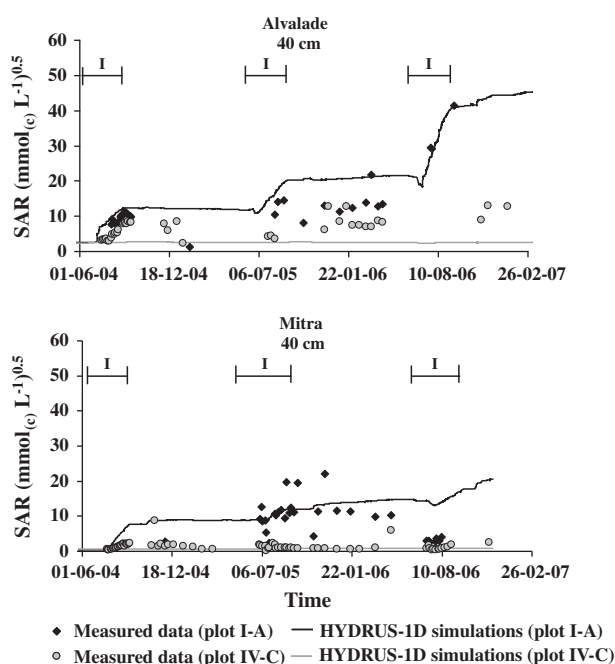 Alvalade
40 cm
I I I
60
50
40
30
20
10
0
SAR (mmol(c) L-1)0.5
01-06-04 18-12-04 06-07-05 22-01-06 10-08-06 26-02-07
Mitra
40 cm
I I I
60
50
40
30
20
10
0
SAR (mmol(c) L-1)0.5
01-06-04 18-12-04 06-07-05 22-01-06 10-08-06 26-02-07
Time
Measured data (plot I-A) HYDRUS-1D simulations (plot I-A)
Measured data (plot IV-C) HYDRUS-1D simulations (plot IV-C)